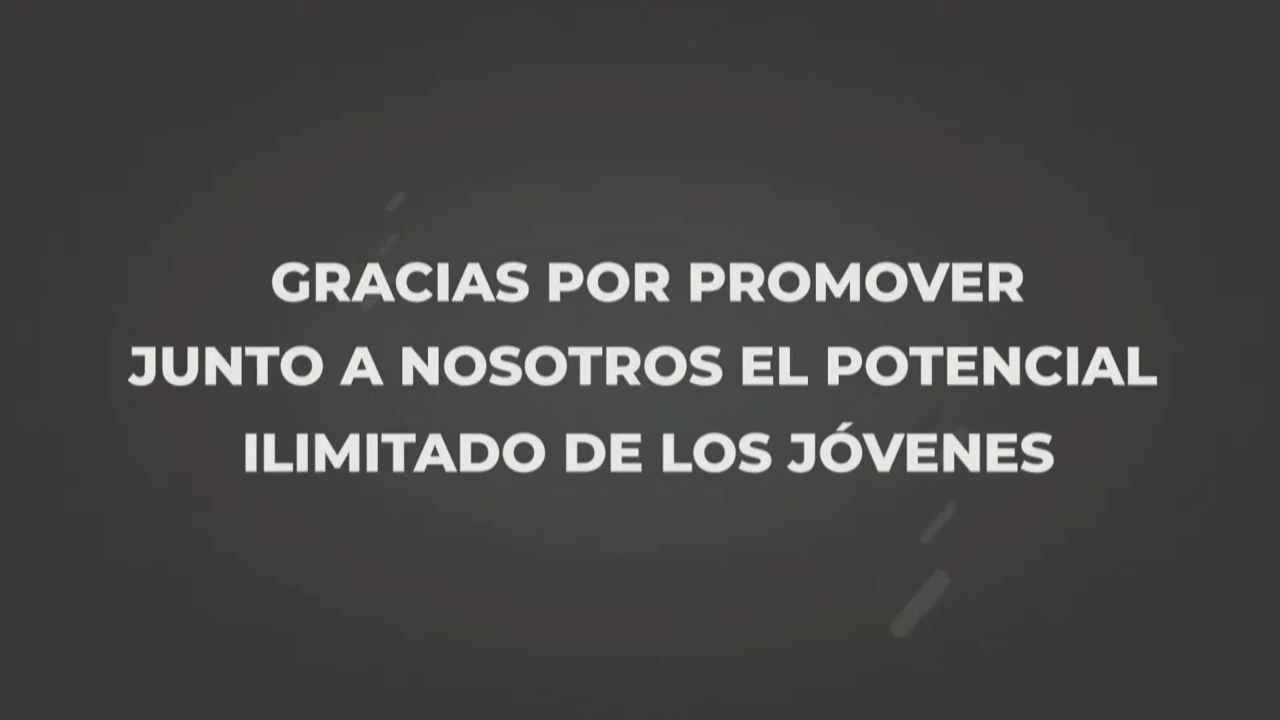 GRACIAS POR PROMOVER
JUNTO A NOSOTROS EL POTENCIAL
ILIMITADO DE LOS JÓVENES